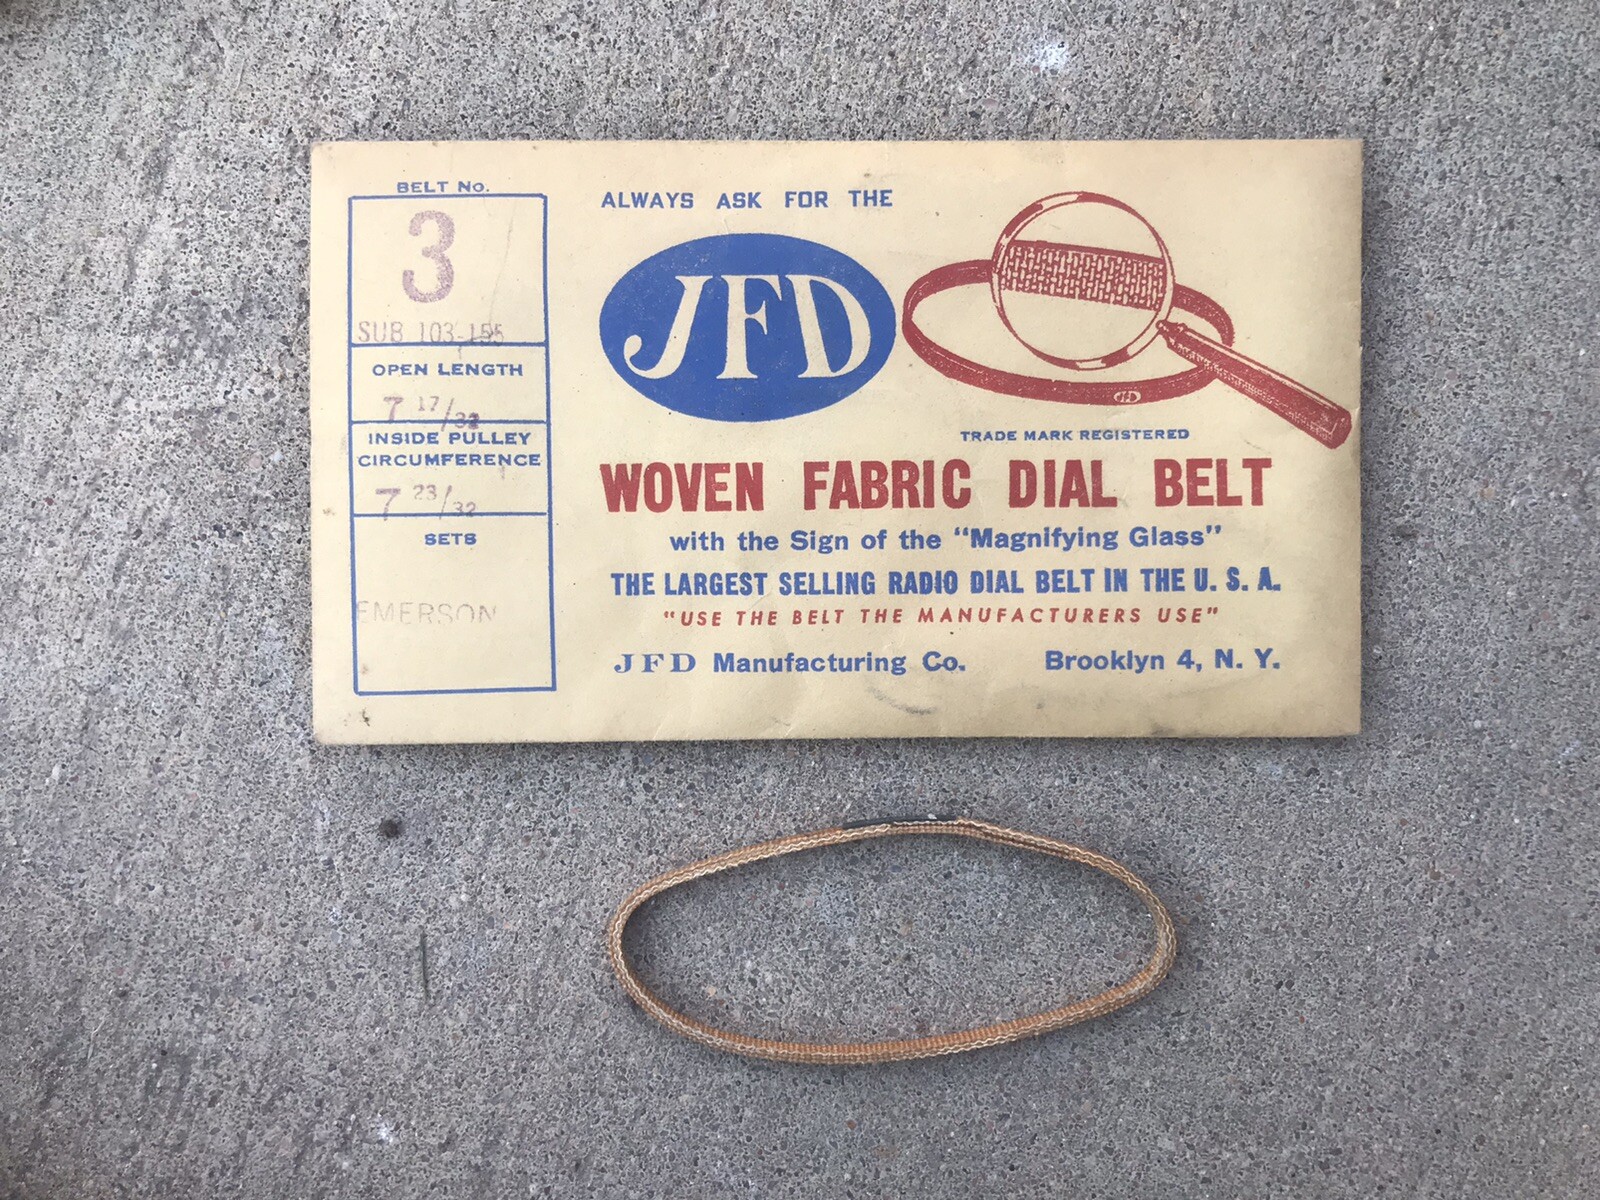 BELT No.
3
SUB 103-155
OPEN LENGTH
7 17/32
INSIDE PULLEY
CIRCUMFERENCE
7 23/32
SETS
EMERSON
ALWAYS ASK FOR THE
JFD
JFD
TRADE MARK REGISTERED
WOVEN FABRIC DIAL BELT
with the Sign of the "Magnifying Glass"
THE LARGEST SELLING RADIO DIAL BELT IN THE U. S. A.
"USE THE BELT THE MANUFACTURERS USE"
JFD Manufacturing Co. Brooklyn 4, N. Y.